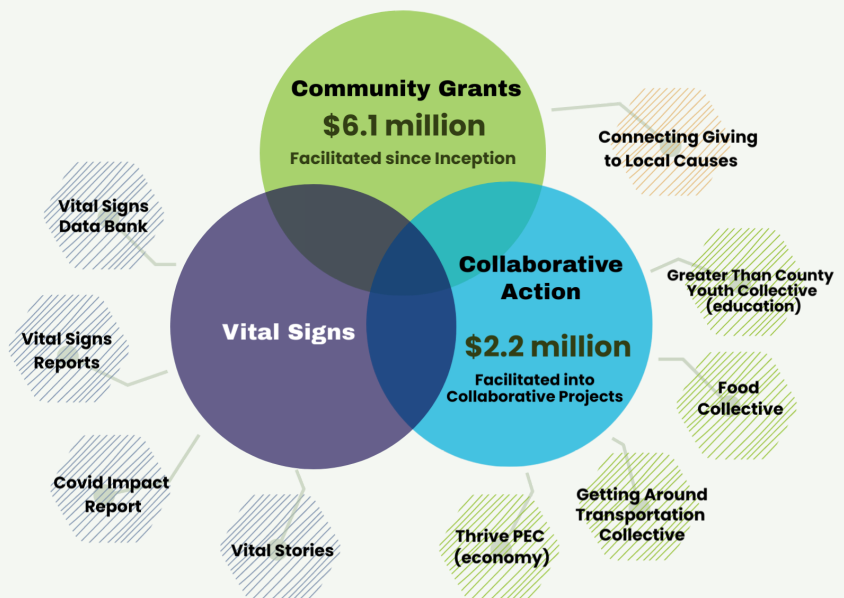 Community Grants
$6.1 million
Facilitated since Inception
Connecting Giving
to Local Causes
Vital Signs
Data Bank
Collaborative
Action
$2.2 million
Facilitated into
Collaborative Projects
Greater Than County
Youth Collective
(education)
Vital Signs
Vital Signs
Reports
Food
Collective
Covid Impact
Report
Vital Stories
Thrive PEC
(economy)
Getting Around
Transportation
Collective